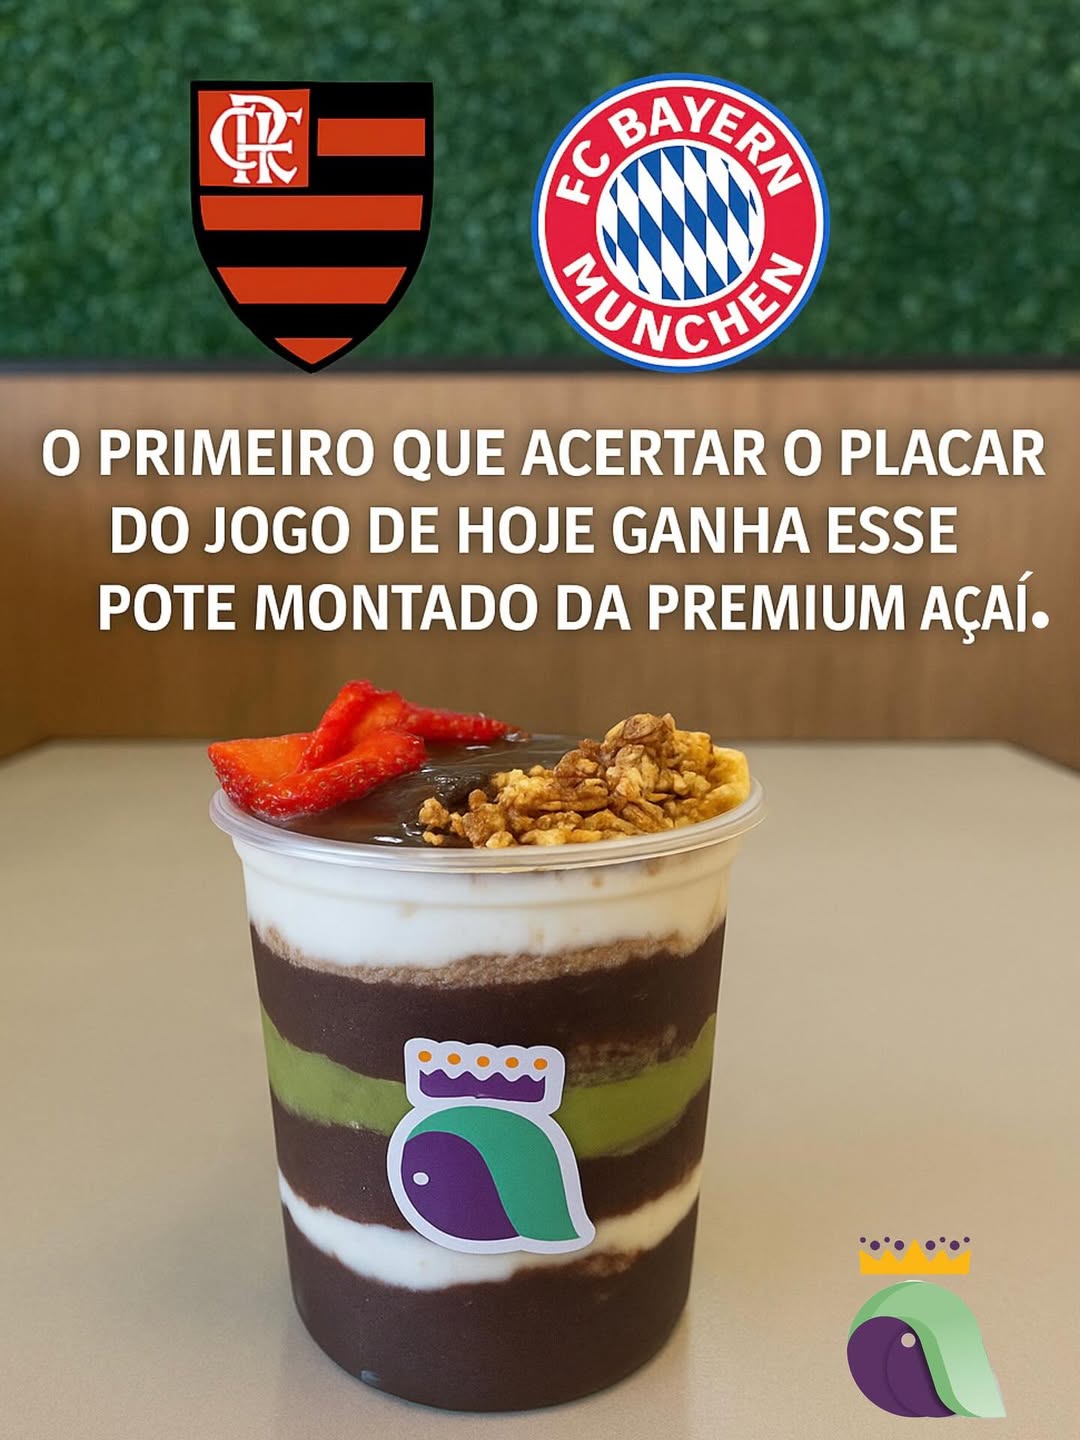 CRF
FC BAYERN
MUNCHEN
O PRIMEIRO QUE ACERTAR O PLACAR
DO JOGO DE HOJE GANHA ESSE
POTE MONTADO DA PREMIUM AÇAÍ.